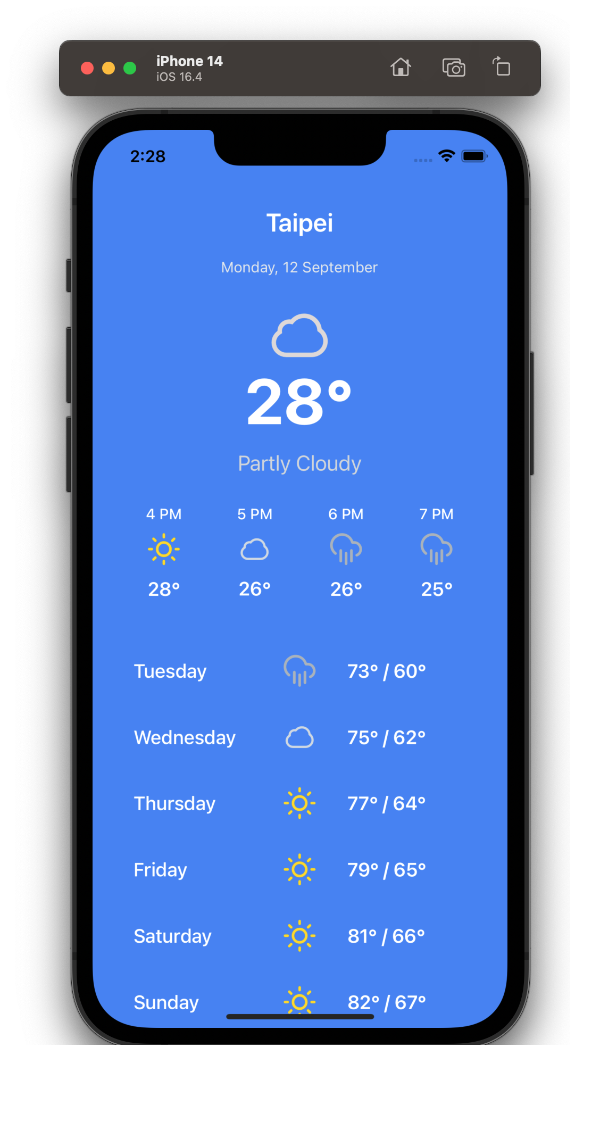 iPhone 14
iOS 16.4
2:28
Taipei
Monday, 12 September
28°
Partly Cloudy
4 PM 5 PM 6 PM 7 PM
28° 26° 26° 25°
Tuesday 73° / 60°
Wednesday 75° / 62°
Thursday 77° / 64°
Friday 79° / 65°
Saturday 81° / 66°
Sunday 82° / 67°